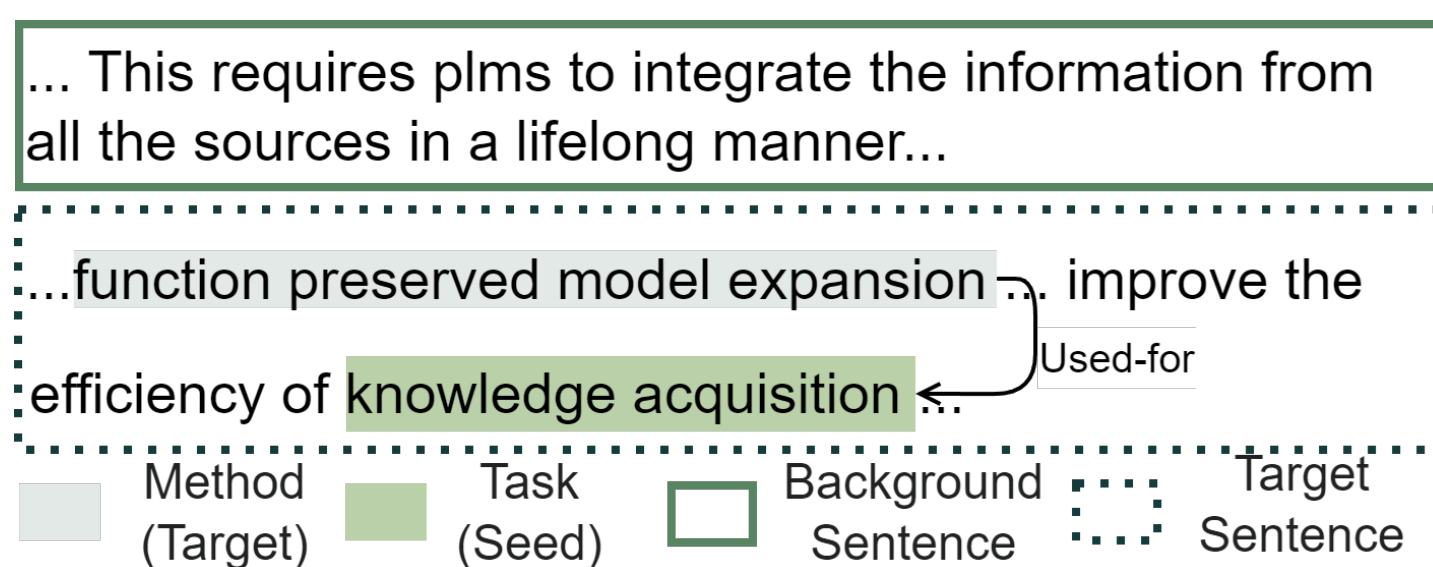 ... This requires plms to integrate the information from
all the sources in a lifelong manner...
...function preserved model expansion ... improve the
Used-for
efficiency of knowledge acquisition ...
Method (Target)
Task (Seed)
Background Sentence
Target Sentence